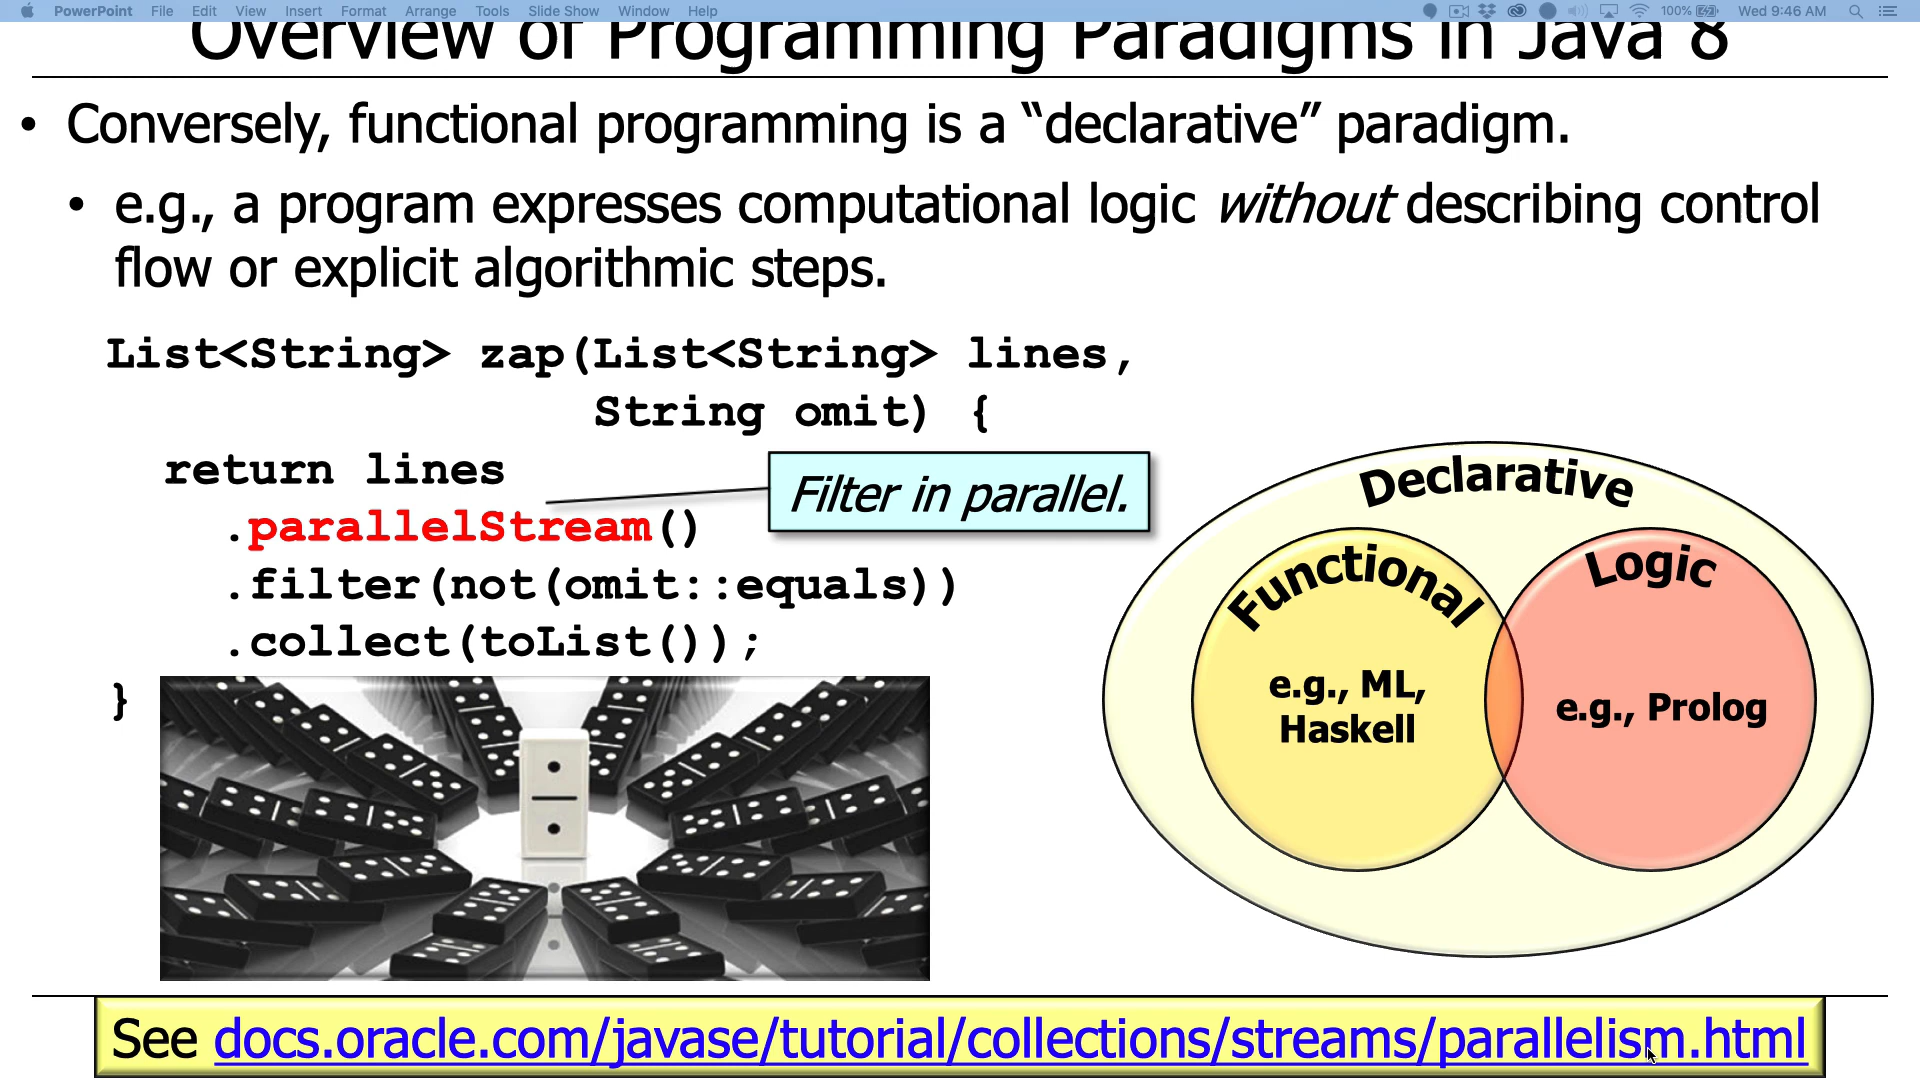 PowerPoint File Edit View Insert Format Arrange Tools Slide Show Window Help 100% Wed 9:46 AM
Overview of Programming Paradigms in Java 8
• Conversely, functional programming is a “declarative” paradigm.
• e.g., a program expresses computational logic without describing control
flow or explicit algorithmic steps.
List<String> zap(List<String> lines,
String omit) {
return lines
.parallelStream()
.filter(not(omit::equals))
.collect(toList());
}
Filter in parallel.
Declarative
Functional
e.g., ML,
Haskell
Logic
e.g., Prolog
See docs.oracle.com/javase/tutorial/collections/streams/parallelism.html